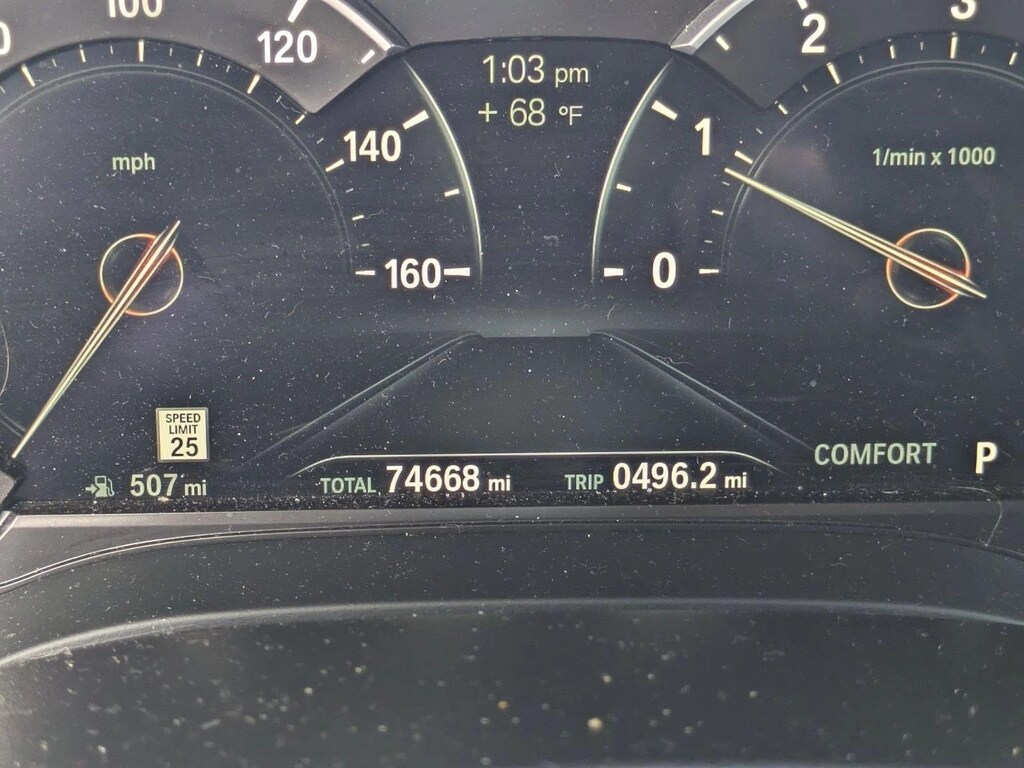 100
120
140
160
mph
1:03 pm
+ 68 °F
0
1
2
3
1/min x 1000
SPEED
LIMIT
25
507 mi
TOTAL 74668 mi
TRIP 0496.2 mi
COMFORT P